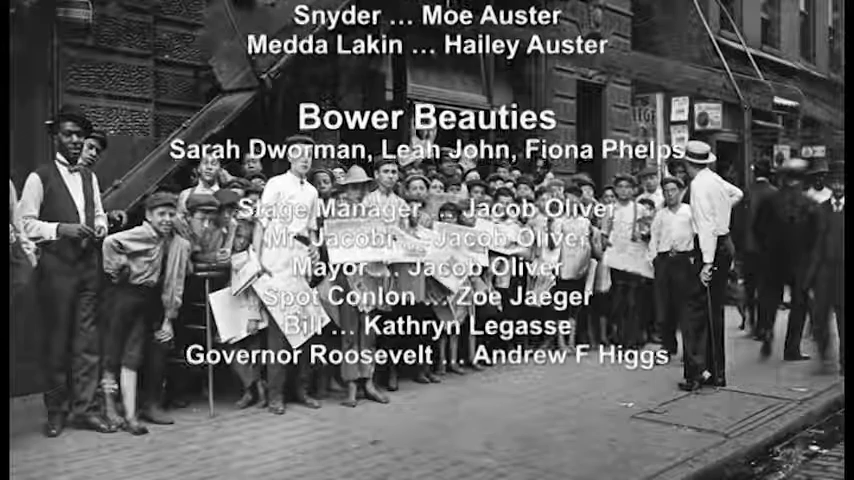 Snyder ... Moe Auster
Medda Lakin ... Hailey Auster
Bower Beauties
Sarah Dworman, Leah John, Fiona Phelps
Stage Manager ... Jacob Oliver
Mr. Jacobi ... Jacob Oliver
Mayor ... Jacob Oliver
Spot Conlon ... Zoe Jaeger
Bill ... Kathryn Legasse
Governor Roosevelt ... Andrew F Higgs